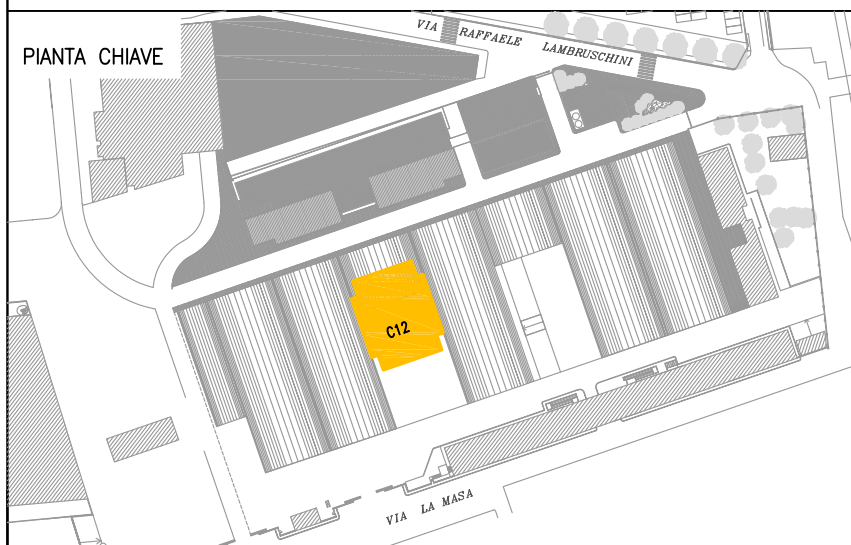 PIANTA CHIAVE
VIA RAFFAELE LAMBRUSCHINI
C12
VIA LA MASA